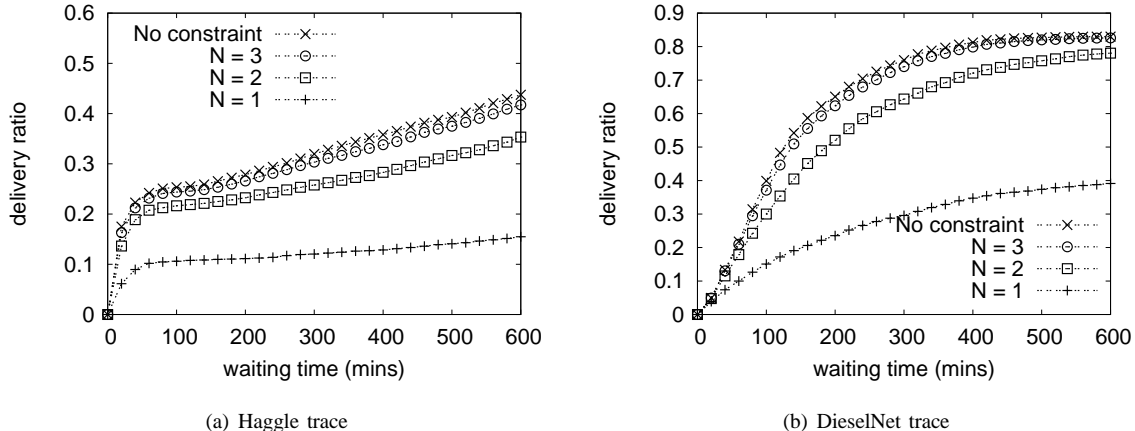 0.6
0.5
0.4
0.3
0.2
0.1
0
delivery ratio
No constraint
N = 3
N = 2
N = 1
0 100 200 300 400 500 600
waiting time (mins)
(a) Haggle trace
0.9
0.8
0.7
0.6
0.5
0.4
0.3
0.2
0.1
0
delivery ratio
No constraint
N = 3
N = 2
N = 1
0 100 200 300 400 500 600
waiting time (mins)
(b) DieselNet trace